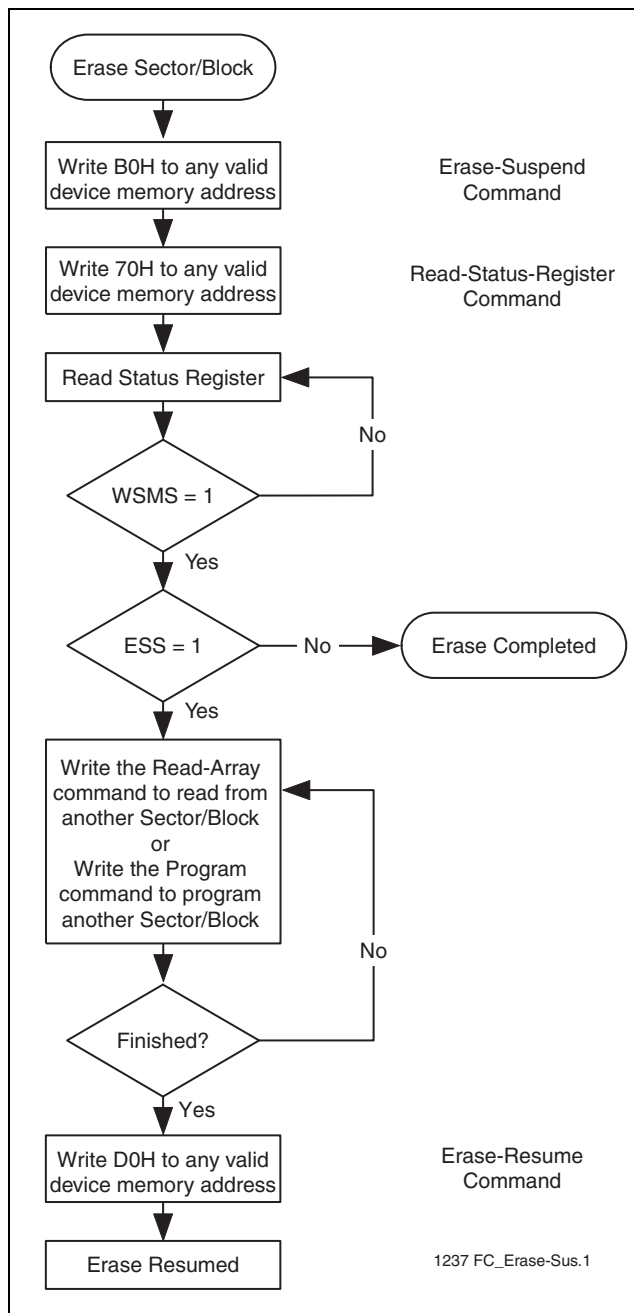 Erase Sector/Block
Write B0H to any valid
device memory address
Erase-Suspend
Command
Write 70H to any valid
device memory address
Read-Status-Register
Command
Read Status Register
No
WSMS = 1
Yes
ESS = 1
No
Erase Completed
Yes
Write the Read-Array
command to read from
another Sector/Block
or
Write the Program
command to program
another Sector/Block
No
Finished?
Yes
Write D0H to any valid
device memory address
Erase-Resume
Command
Erase Resumed
1237 FC_Erase-Sus.1